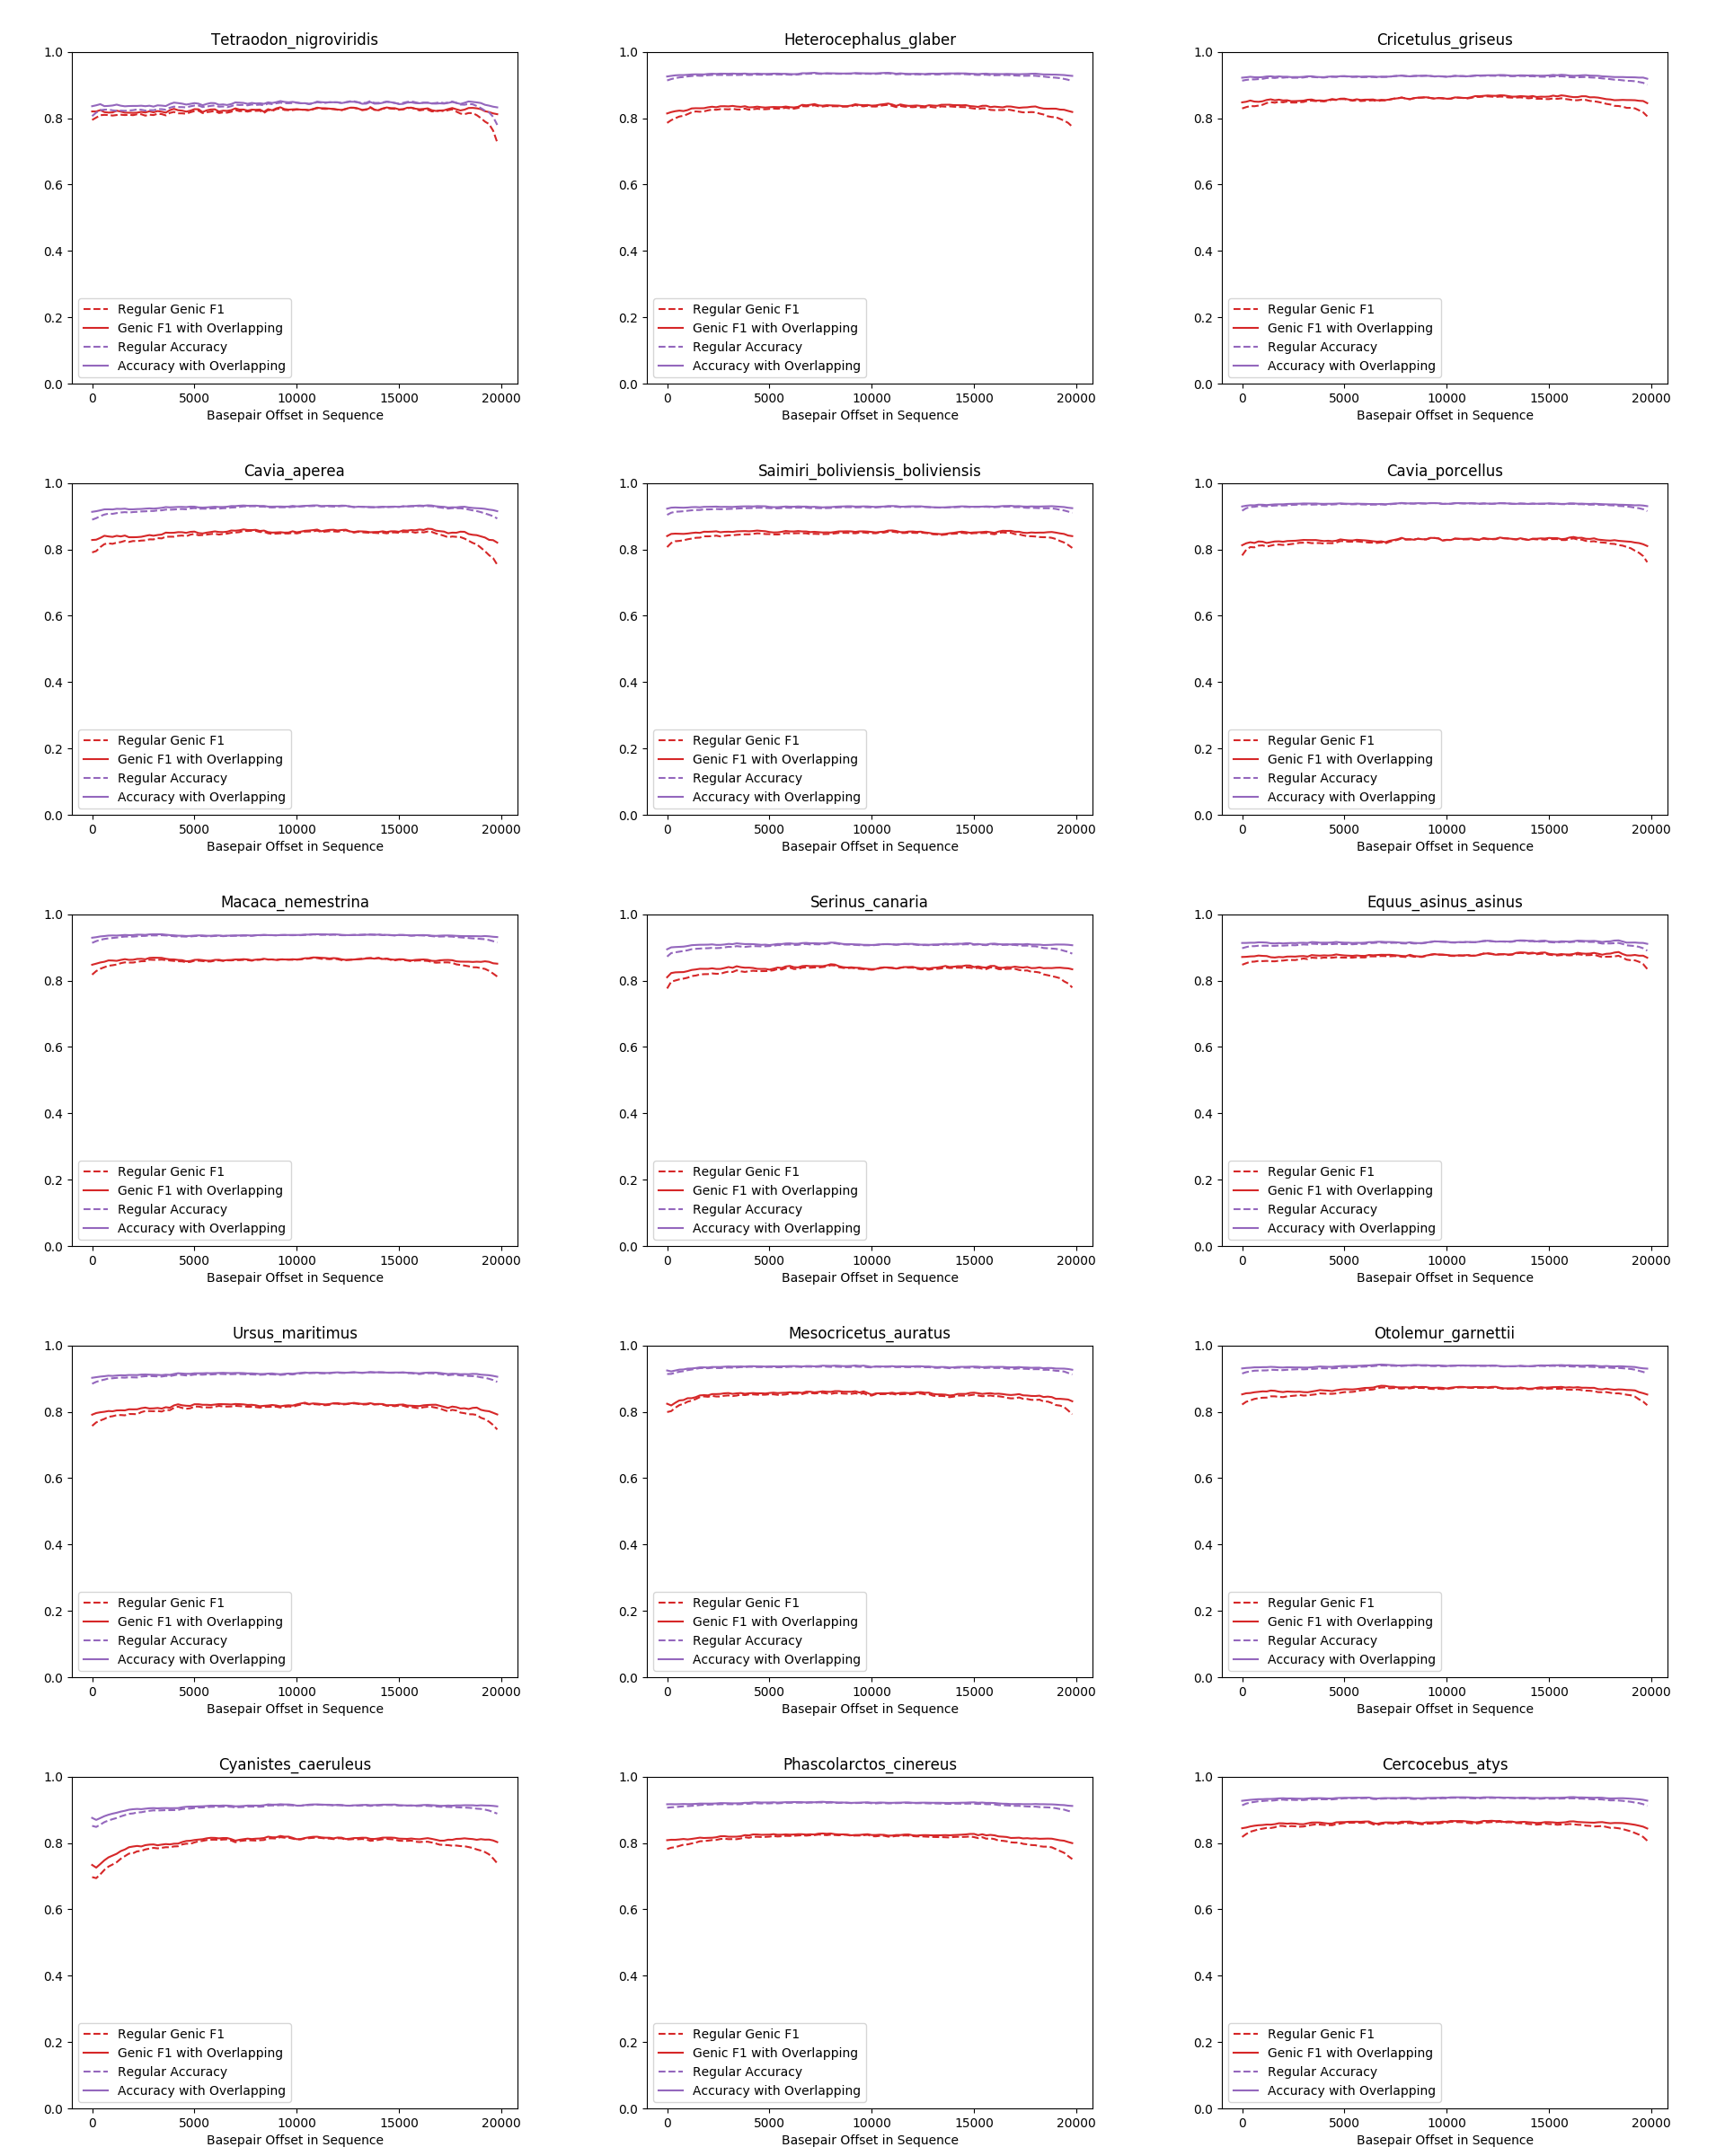 Tetraodon_nigroviridis
1.0
0.8
0.6
0.4
0.2
0.0
Regular Genic F1
Genic F1 with Overlapping
Regular Accuracy
Accuracy with Overlapping
0 5000 10000 15000 20000
Basepair Offset in Sequence
Heterocephalus_glaber
1.0
0.8
0.6
0.4
0.2
0.0
Regular Genic F1
Genic F1 with Overlapping
Regular Accuracy
Accuracy with Overlapping
0 5000 10000 15000 20000
Basepair Offset in Sequence
Cricetulus_griseus
1.0
0.8
0.6
0.4
0.2
0.0
Regular Genic F1
Genic F1 with Overlapping
Regular Accuracy
Accuracy with Overlapping
0 5000 10000 15000 20000
Basepair Offset in Sequence
Cavia_aperea
1.0
0.8
0.6
0.4
0.2
0.0
Regular Genic F1
Genic F1 with Overlapping
Regular Accuracy
Accuracy with Overlapping
0 5000 10000 15000 20000
Basepair Offset in Sequence
Saimiri_boliviensis_boliviensis
1.0
0.8
0.6
0.4
0.2
0.0
Regular Genic F1
Genic F1 with Overlapping
Regular Accuracy
Accuracy with Overlapping
0 5000 10000 15000 20000
Basepair Offset in Sequence
Cavia_porcellus
1.0
0.8
0.6
0.4
0.2
0.0
Regular Genic F1
Genic F1 with Overlapping
Regular Accuracy
Accuracy with Overlapping
0 5000 10000 15000 20000
Basepair Offset in Sequence
Macaca_nemestrina
1.0
0.8
0.6
0.4
0.2
0.0
Regular Genic F1
Genic F1 with Overlapping
Regular Accuracy
Accuracy with Overlapping
0 5000 10000 15000 20000
Basepair Offset in Sequence
Serinus_canaria
1.0
0.8
0.6
0.4
0.2
0.0
Regular Genic F1
Genic F1 with Overlapping
Regular Accuracy
Accuracy with Overlapping
0 5000 10000 15000 20000
Basepair Offset in Sequence
Equus_asinus_asinus
1.0
0.8
0.6
0.4
0.2
0.0
Regular Genic F1
Genic F1 with Overlapping
Regular Accuracy
Accuracy with Overlapping
0 5000 10000 15000 20000
Basepair Offset in Sequence
Ursus_maritimus
1.0
0.8
0.6
0.4
0.2
0.0
Regular Genic F1
Genic F1 with Overlapping
Regular Accuracy
Accuracy with Overlapping
0 5000 10000 15000 20000
Basepair Offset in Sequence
Mesocricetus_auratus
1.0
0.8
0.6
0.4
0.2
0.0
Regular Genic F1
Genic F1 with Overlapping
Regular Accuracy
Accuracy with Overlapping
0 5000 10000 15000 20000
Basepair Offset in Sequence
Otolemur_garnettii
1.0
0.8
0.6
0.4
0.2
0.0
Regular Genic F1
Genic F1 with Overlapping
Regular Accuracy
Accuracy with Overlapping
0 5000 10000 15000 20000
Basepair Offset in Sequence
Cyanistes_caeruleus
1.0
0.8
0.6
0.4
0.2
0.0
Regular Genic F1
Genic F1 with Overlapping
Regular Accuracy
Accuracy with Overlapping
0 5000 10000 15000 20000
Basepair Offset in Sequence
Phascolarctos_cinereus
1.0
0.8
0.6
0.4
0.2
0.0
Regular Genic F1
Genic F1 with Overlapping
Regular Accuracy
Accuracy with Overlapping
0 5000 10000 15000 20000
Basepair Offset in Sequence
Cercocebus_atys
1.0
0.8
0.6
0.4
0.2
0.0
Regular Genic F1
Genic F1 with Overlapping
Regular Accuracy
Accuracy with Overlapping
0 5000 10000 15000 20000
Basepair Offset in Sequence